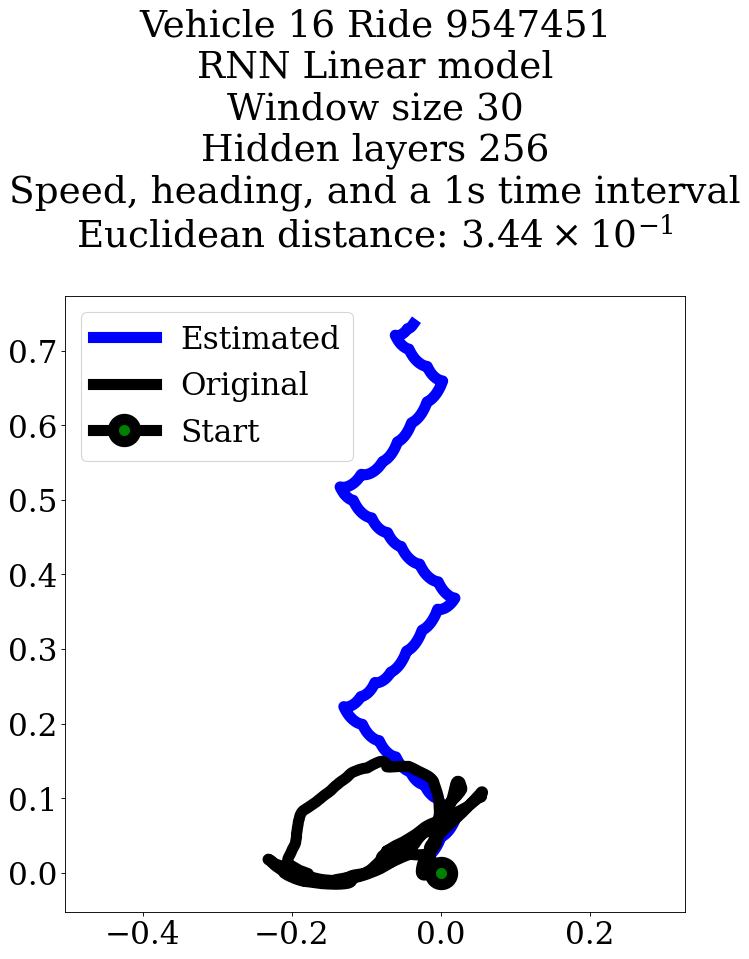 Vehicle 16 Ride 9547451
RNN Linear model
Window size 30
Hidden layers 256
Speed, heading, and a 1s time interval
Euclidean distance: 3.44 × 10⁻¹
Estimated
Original
Start
0.7
0.6
0.5
0.4
0.3
0.2
0.1
0.0
−0.4
−0.2
0.0
0.2